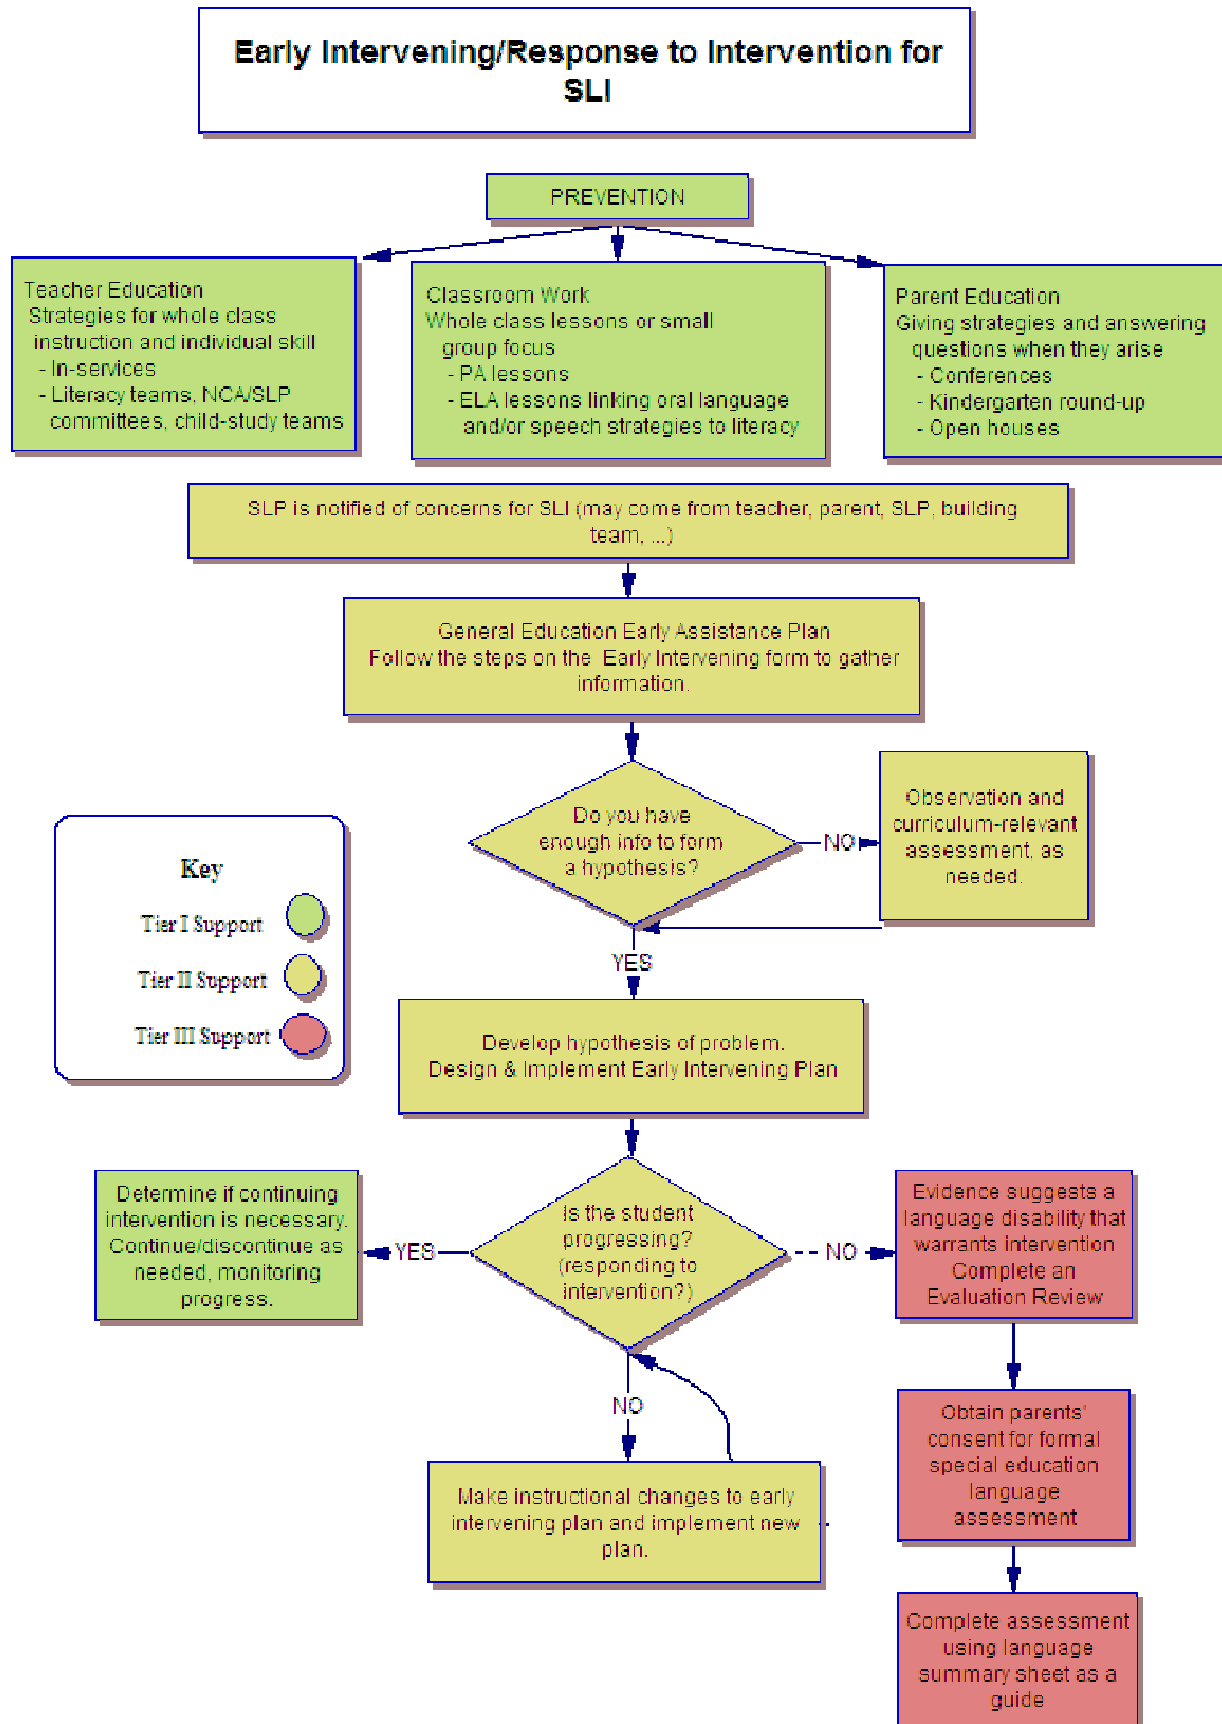 Early Intervening/Response to Intervention for
SLI
PREVENTION
Teacher Education
Strategies for whole class
instruction and individual skill
- In-services
- Literacy teams, NCA/SLP
committees, child-study teams
Classroom Work
Whole class lessons or small
group focus
- PA lessons
- ELA lessons linking oral language
and/or speech strategies to literacy
Parent Education
Giving strategies and answering
questions when they arise
- Conferences
- Kindergarten round-up
- Open houses
SLP is notified of concerns for SLI (may come from teacher, parent, SLP, building
team, ...)
General Education Early Assistance Plan
Follow the steps on the Early Intervening form to gather
information.
Do you have
enough info to form
a hypothesis?
NO
Observation and
curriculum-relevant
assessment, as
needed.
YES
Key
Tier I Support
Tier II Support
Tier III Support
Develop hypothesis of problem.
Design & Implement Early Intervening Plan
Determine if continuing
intervention is necessary.
Continue/discontinue as
needed, monitoring
progress.
YES
Is the student
progressing?
(responding to
intervention?)
NO
Evidence suggests a
language disability that
warrants intervention
Complete an
Evaluation Review
NO
Make instructional changes to early
intervening plan and implement new
plan.
Obtain parents'
consent for formal
special education
language
assessment
Complete assessment
using language
summary sheet as a
guide